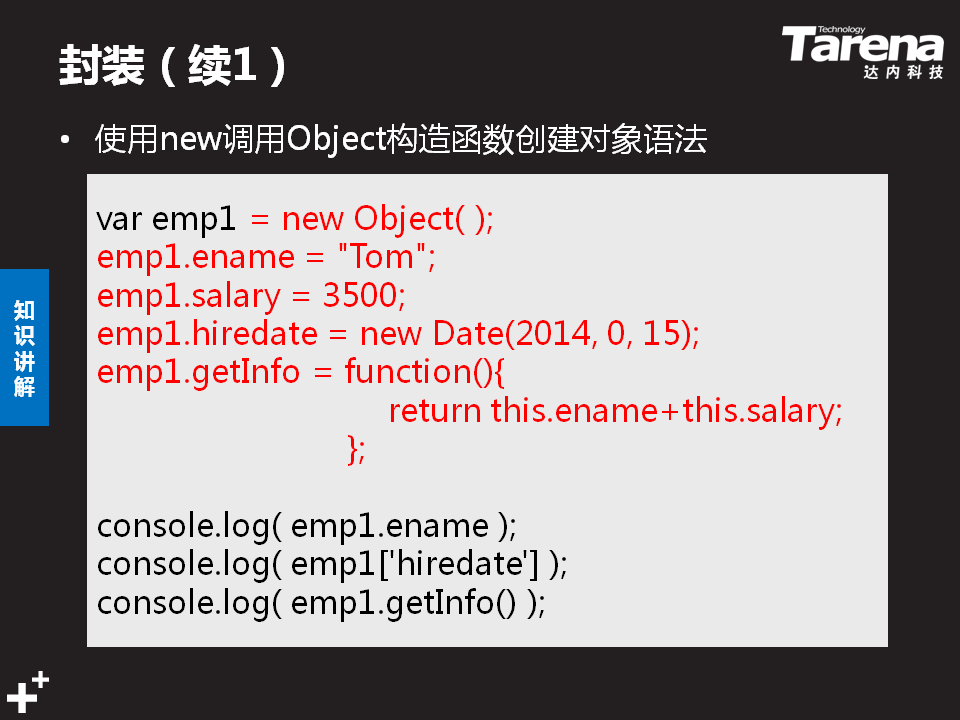 封装（续1）
Technology
Tarena
达内科技
• 使用new调用Object构造函数创建对象语法
var emp1 = new Object( );
emp1.ename = "Tom";
emp1.salary = 3500;
emp1.hiredate = new Date(2014, 0, 15);
emp1.getInfo = function(){
return this.ename+this.salary;
};
console.log( emp1.ename );
console.log( emp1['hiredate'] );
console.log( emp1.getInfo() );
知识讲解